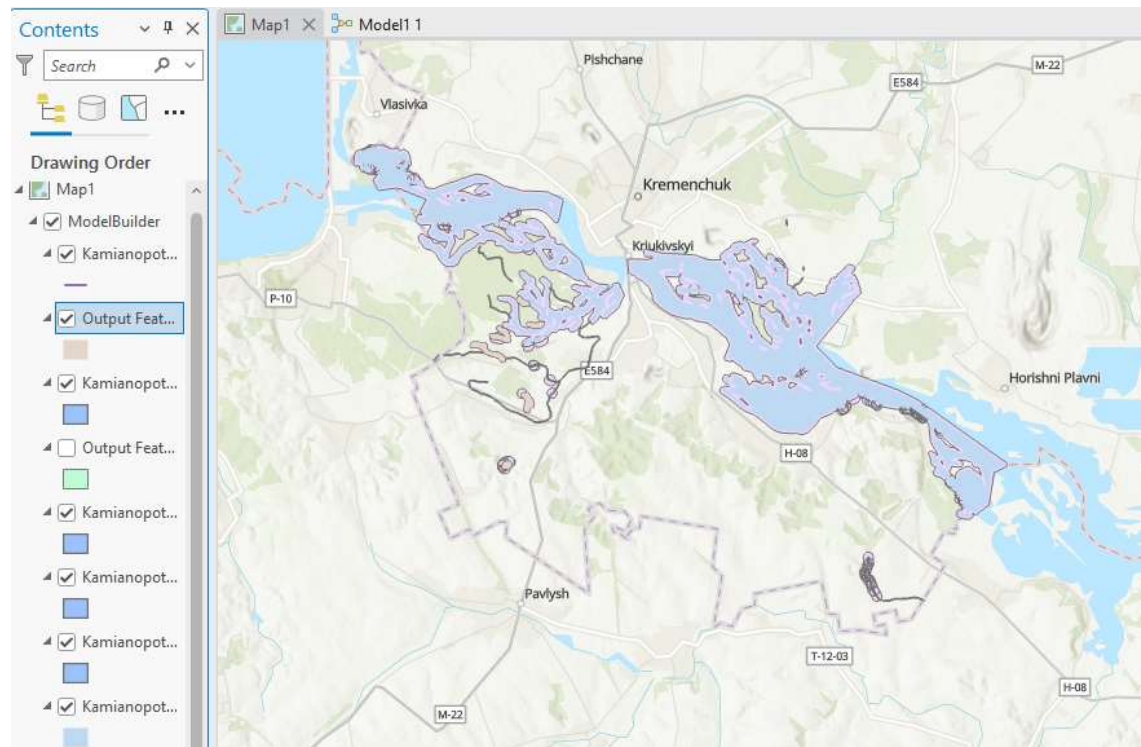 Contents
Map1
Model1 1
Search
Drawing Order
Map1
ModelBuilder
Kamianopot...
Output Feat...
Kamianopot...
Output Feat...
Kamianopot...
Kamianopot...
Kamianopot...
Kamianopot...
Pishchane
M-22
E584
Vlasivka
Kremenchuk
Kriukivskyi
P-10
E584
Horishni Plavni
H-08
Pavlysh
T-12-03
H-08
M-22